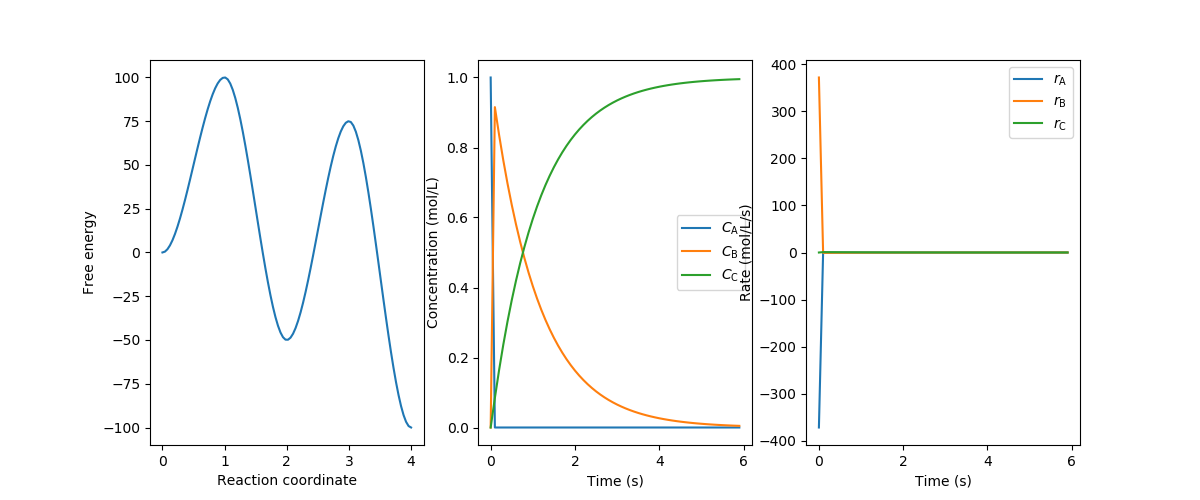 100
75
50
25
0
−25
−50
−75
−100
Free energy
0 1 2 3 4
Reaction coordinate
1.0
0.8
0.6
0.4
0.2
0.0
Concentration (mol/L)
C_A
C_B
C_C
0 2 4 6
Time (s)
400
300
200
100
0
−100
−200
−300
−400
Rate (mol/L/s)
r_A
r_B
r_C
0 2 4 6
Time (s)